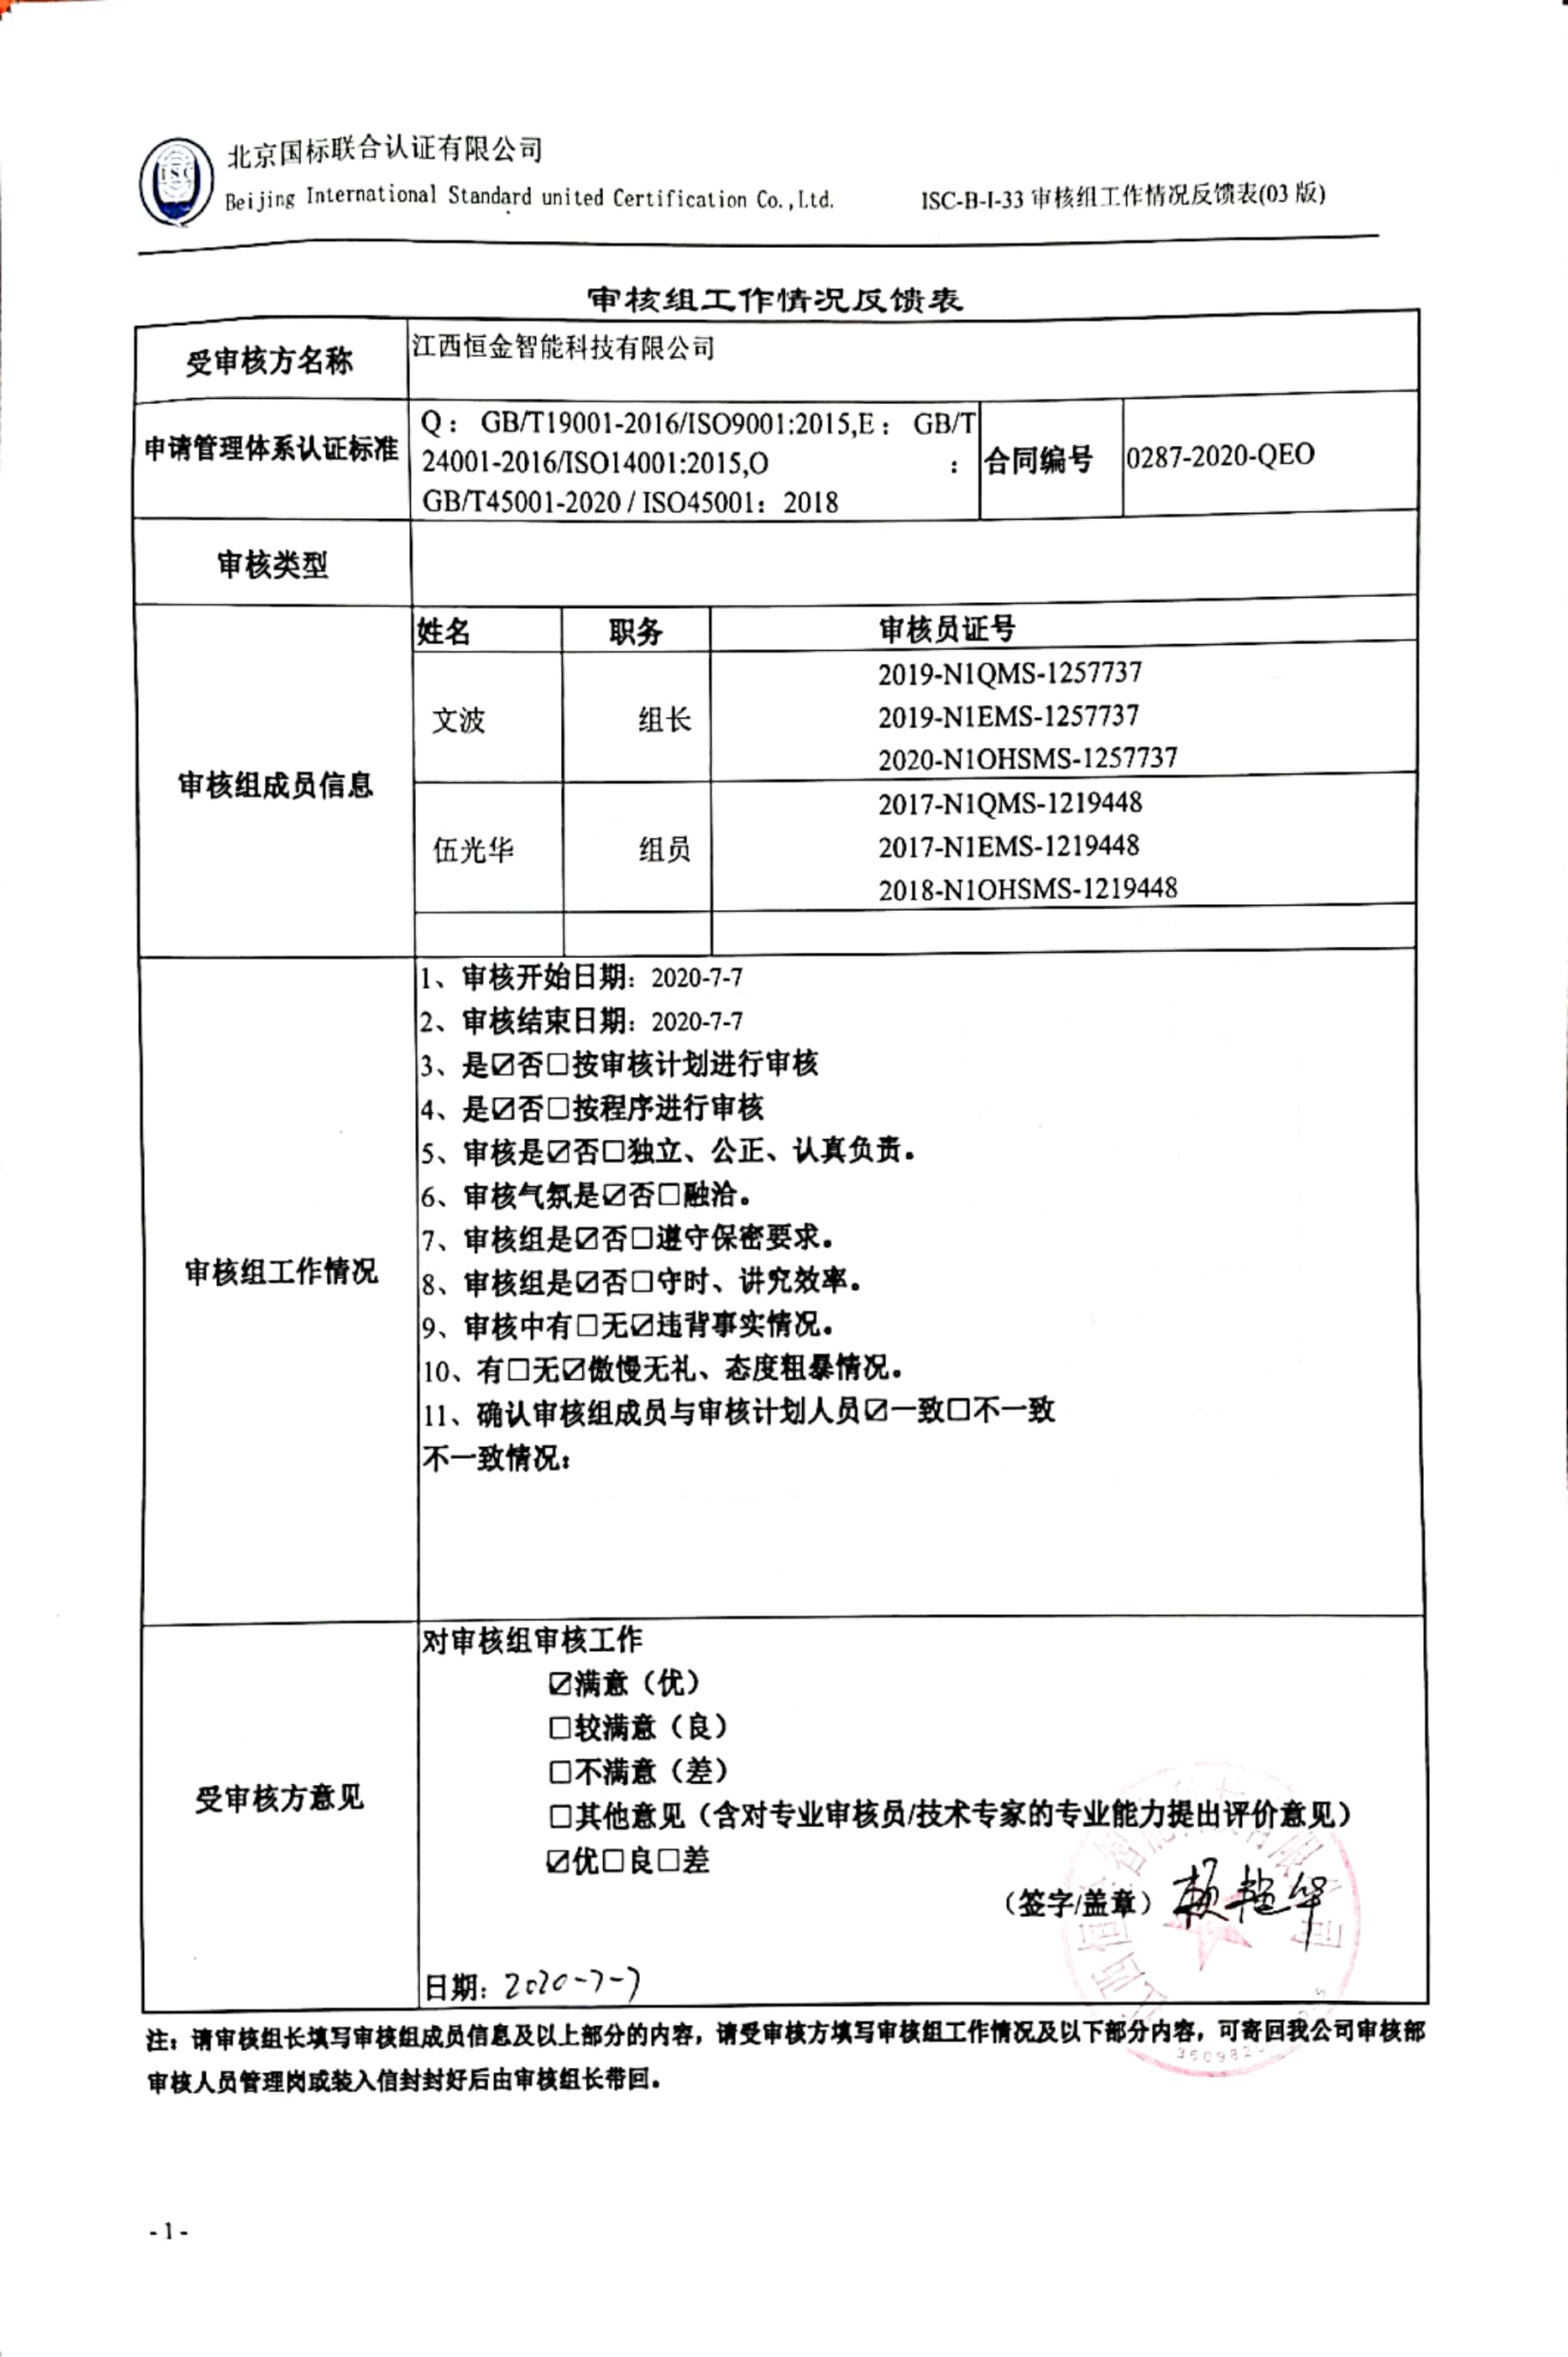 ISC
北京国标联合认证有限公司
Beijing International Standard united Certification Co.,Ltd.
ISC-B-I-33 审核组工作情况反馈表(03 版)
审核组工作情况反馈表
受审核方名称
江西恒金智能科技有限公司
申请管理体系认证标准
Q： GB/T19001-2016/ISO9001:2015,E： GB/T
24001-2016/ISO14001:2015,O ：
GB/T45001-2020 / ISO45001：2018
合同编号
0287-2020-QEO
审核类型
审核组成员信息
姓名 职务 审核员证号
文波 组长
2019-N1QMS-1257737
2019-N1EMS-1257737
2020-N1OHSMS-1257737
伍光华 组员
2017-N1QMS-1219448
2017-N1EMS-1219448
2018-N1OHSMS-1219448
审核组工作情况
1、审核开始日期：2020-7-7
2、审核结束日期：2020-7-7
3、是☑否□按审核计划进行审核
4、是☑否□按程序进行审核
5、审核是☑否□独立、公正、认真负责。
6、审核气氛是☑否□融洽。
7、审核组是☑否□遵守保密要求。
8、审核组是☑否□守时、讲究效率。
9、审核中有□无☑违背事实情况。
10、有□无☑傲慢无礼、态度粗暴情况。
11、确认审核组成员与审核计划人员☑一致□不一致
不一致情况：
受审核方意见
对审核组审核工作
☑满意（优）
□较满意（良）
□不满意（差）
□其他意见（含对专业审核员/技术专家的专业能力提出评价意见）
☑优□良□差
（签字/盖章）赖艳华
日期：2020-7-7
注：请审核组长填写审核组成员信息及以上部分的内容，请受审核方填写审核组工作情况及以下部分内容，可寄回我公司审核部
审核人员管理岗或装入信封封好后由审核组长带回。
- 1 -